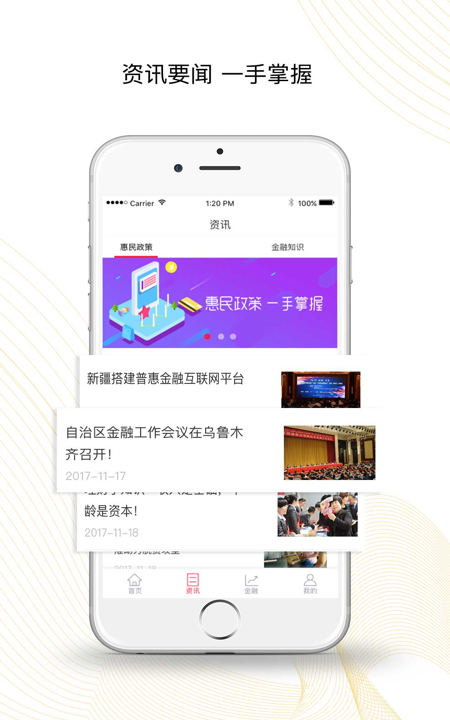 资讯要闻 一手掌握
Carrier 1:20 PM 100%
资讯
惠民政策 金融知识
惠民政策 一手掌握
新疆搭建普惠金融互联网平台
自治区金融工作会议在乌鲁木
齐召开！
2017-11-17
龄是资本！
2017-11-18
2017-11-18
首页 资讯 金融 我的